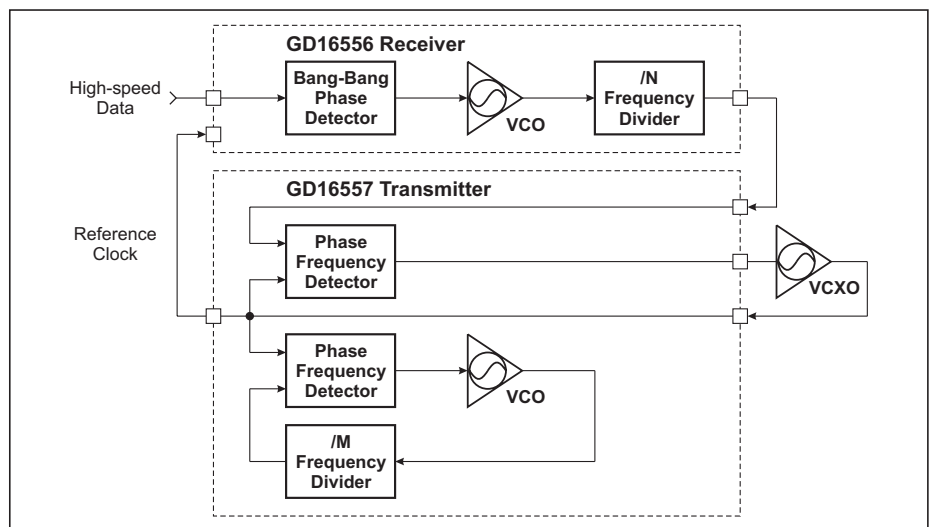 GD16556 Receiver
High-speed
Data
Bang-Bang
Phase
Detector
VCO
/N
Frequency
Divider
GD16557 Transmitter
Reference
Clock
Phase
Frequency
Detector
VCXO
Phase
Frequency
Detector
VCO
/M
Frequency
Divider